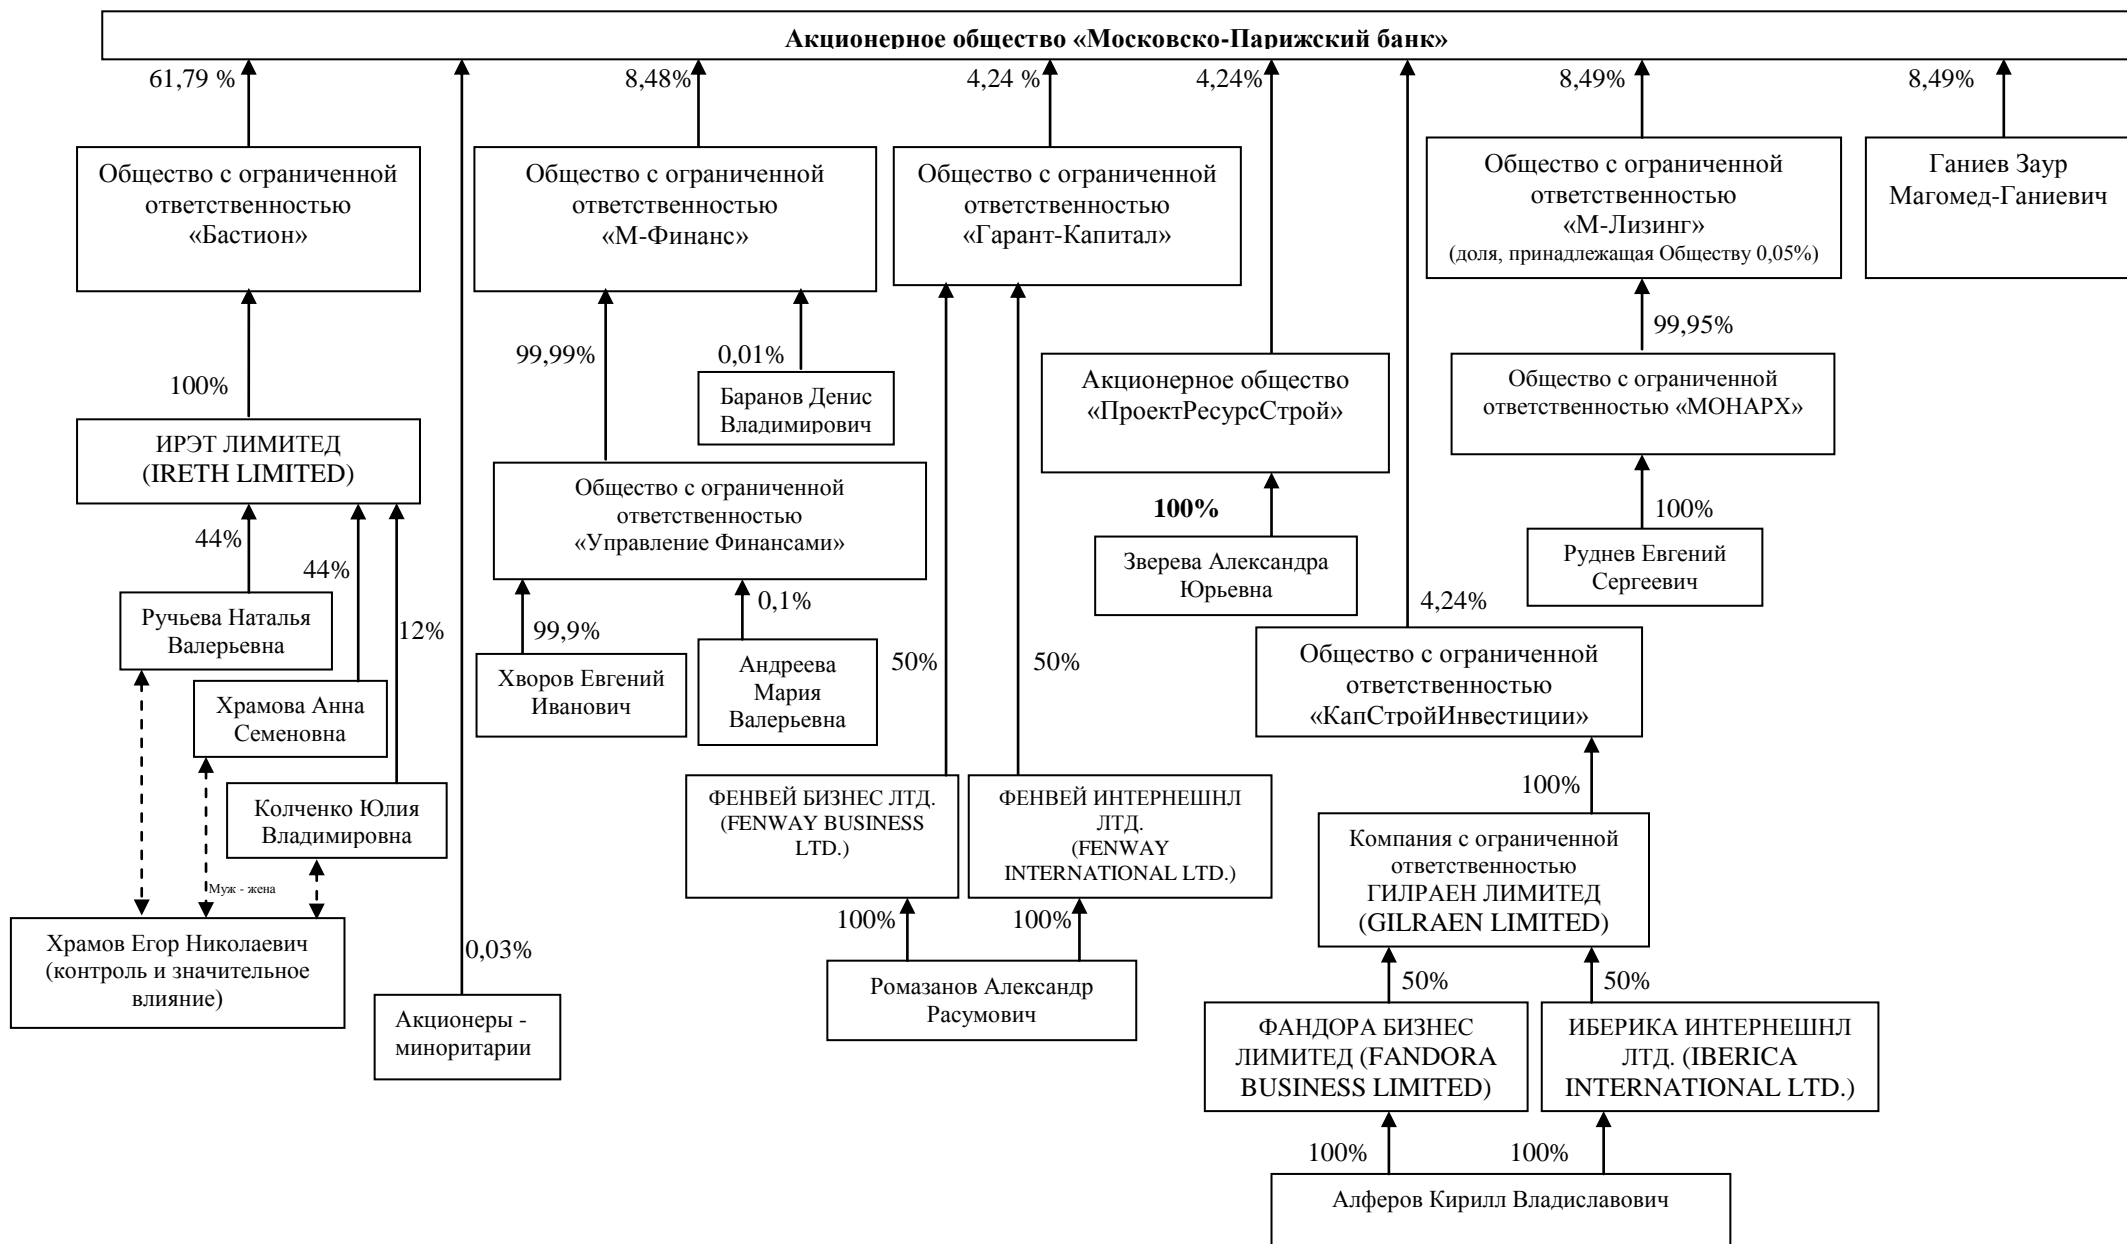 Акционерное общество «Московско-Парижский банк»
61,79 %
8,48%
4,24 %
4,24%
8,49%
8,49%
Общество с ограниченной
ответственностью
«Бастион»
Общество с ограниченной
ответственностью
«М-Финанс»
Общество с ограниченной
ответственностью
«Гарант-Капитал»
Общество с ограниченной
ответственностью
«М-Лизинг»
(доля, принадлежащая Обществу 0,05%)
Ганиев Заур
Магомед-Ганиевич
100%
99,99%
0,01%
99,95%
Баранов Денис
Владимирович
Акционерное общество
«ПроектРесурсСтрой»
Общество с ограниченной
ответственностью «МОНАРХ»
ИРЭТ ЛИМИТЕД
(IRETH LIMITED)
Общество с ограниченной
ответственностью
«Управление Финансами»
100%
100%
44%
44%
12%
Зверева Александра
Юрьевна
Руднев Евгений
Сергеевич
Ручьева Наталья
Валерьевна
99,9%
0,1%
4,24%
Хворов Евгений
Иванович
Андреева
Мария
Валерьевна
50%
50%
Общество с ограниченной
ответственностью
«КапСтройИнвестиции»
Храмова Анна
Семеновна
100%
Колченко Юлия
Владимировна
ФЕНВЕЙ БИЗНЕС ЛТД.
(FENWAY BUSINESS
LTD.)
ФЕНВЕЙ ИНТЕРНЕШНЛ
ЛТД.
(FENWAY
INTERNATIONAL LTD.)
Компания с ограниченной
ответственностью
ГИЛРАЕН ЛИМИТЕД
(GILRAEN LIMITED)
Муж - жена
100%
100%
Храмов Егор Николаевич
(контроль и значительное
влияние)
0,03%
Ромазанов Александр
Расумович
50%
50%
Акционеры -
миноритарии
ФАНДОРА БИЗНЕС
ЛИМИТЕД (FANDORA
BUSINESS LIMITED)
ИБЕРИКА ИНТЕРНЕШНЛ
ЛТД. (IBERICA
INTERNATIONAL LTD.)
100%
100%
Алферов Кирилл Владиславович